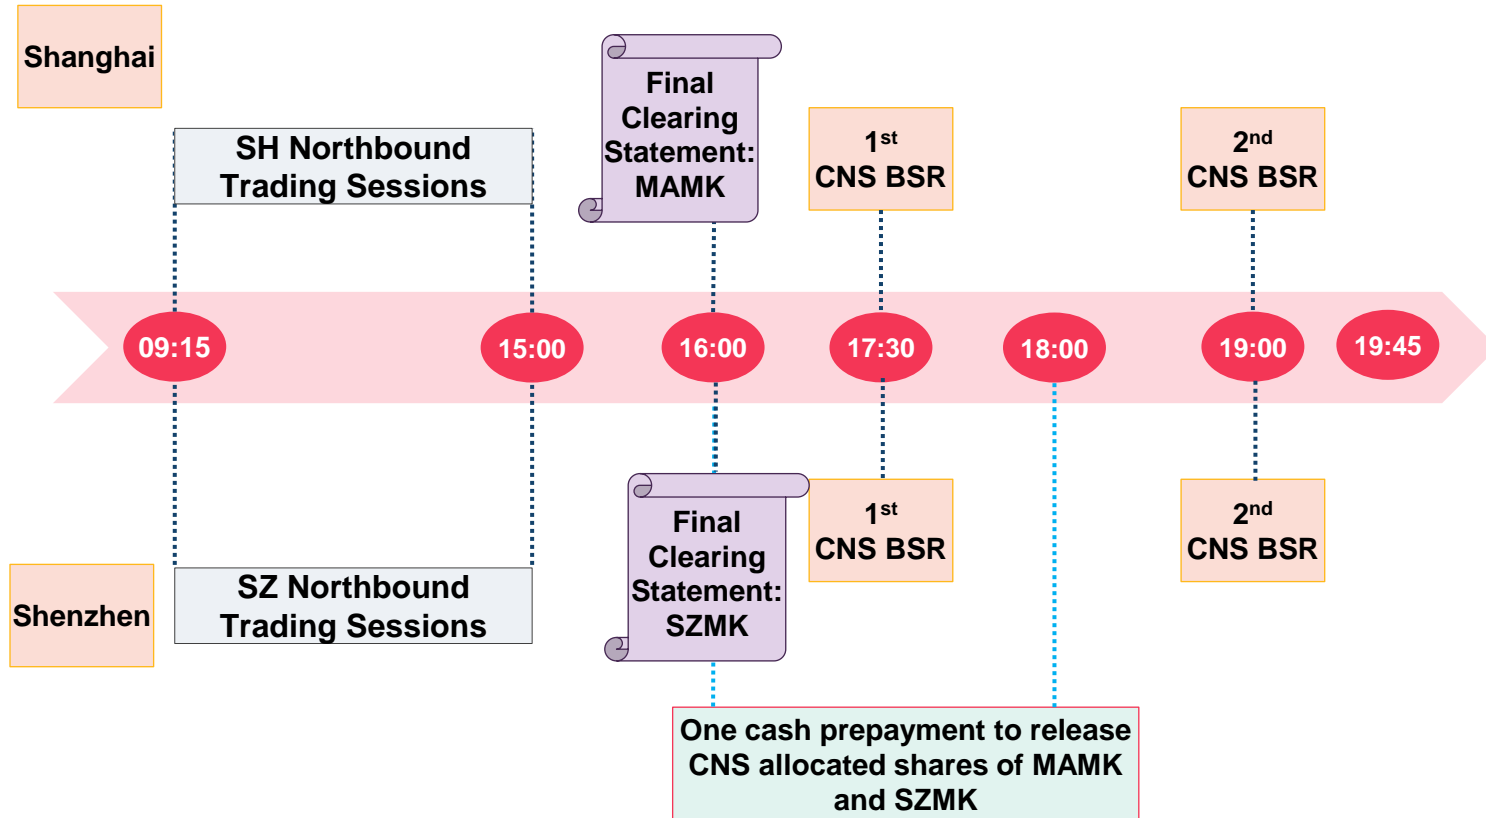 Shanghai
SH Northbound
Trading Sessions
Final
Clearing
Statement:
MAMK
1st
CNS BSR
2nd
CNS BSR
09:15
15:00
16:00
17:30
18:00
19:00
19:45
Shenzhen
SZ Northbound
Trading Sessions
Final
Clearing
Statement:
SZMK
1st
CNS BSR
2nd
CNS BSR
One cash prepayment to release
CNS allocated shares of MAMK
and SZMK